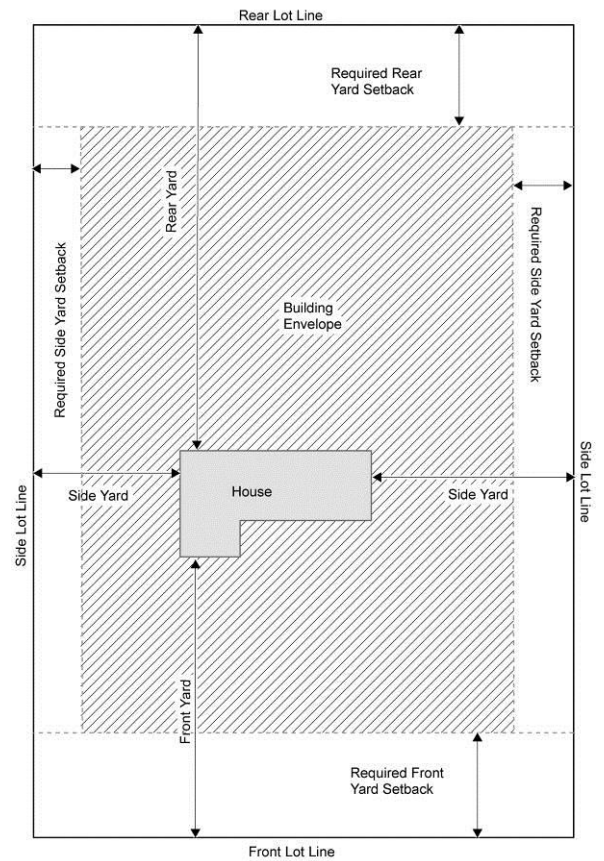 Rear Lot Line
Required Rear
Yard Setback
Rear Yard
Required Side Yard Setback
Required Side Yard Setback
Building
Envelope
Side Lot Line
Side Yard
House
Side Yard
Side Lot Line
Front Yard
Required Front
Yard Setback
Front Lot Line